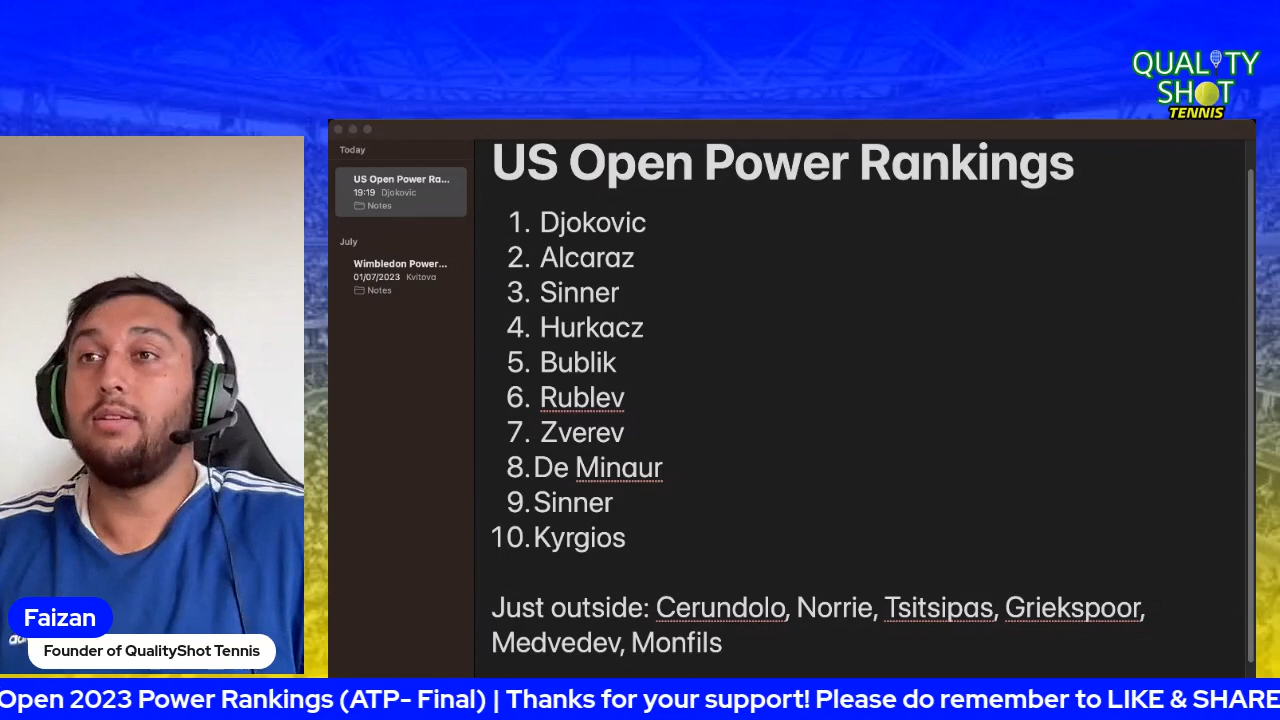 QUALITY
SHOT
TENNIS
Today
US Open Power Ra...
19:19 Djokovic
Notes
July
Wimbledon Power...
01/07/2023 Kvitova
Notes
US Open Power Rankings
1. Djokovic
2. Alcaraz
3. Sinner
4. Hurkacz
5. Bublik
6. Rublev
7. Zverev
8. De Minaur
9. Sinner
10. Kyrgios
Just outside: Cerundolo, Norrie, Tsitsipas, Griekspoor,
Medvedev, Monfils
Faizan
Founder of QualityShot Tennis
Open 2023 Power Rankings (ATP- Final) | Thanks for your support! Please do remember to LIKE & SHARE